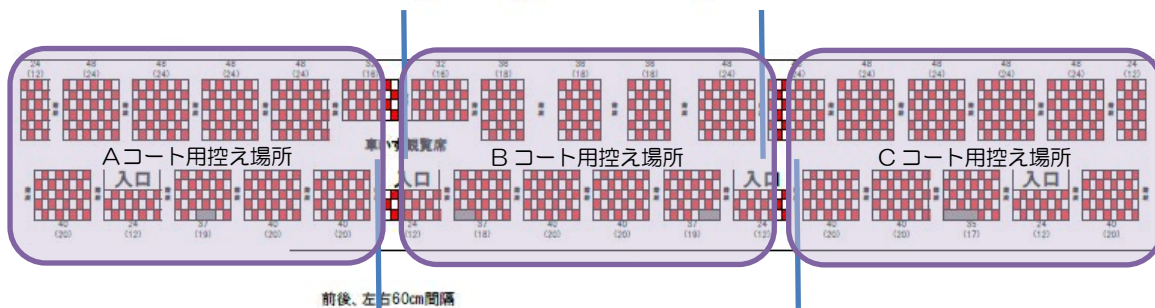 24 48 48 48 48 32 32 36 36 36 48 48 48 48 48 24
(12) (24) (24) (24) (24) (16) (16) (18) (18) (18) (24) (24) (24) (24) (24) (12)
車いす観覧席
Aコート用控え場所 Bコート用控え場所 Cコート用控え場所
入口 入口 入口 入口
40 24 37 40 40 24 37 40 40 37 24 40 40 35 24 40
(20) (12) (19) (20) (20) (12) (18) (20) (20) (19) (12) (20) (20) (17) (12) (20)
前後、左右60cm間隔